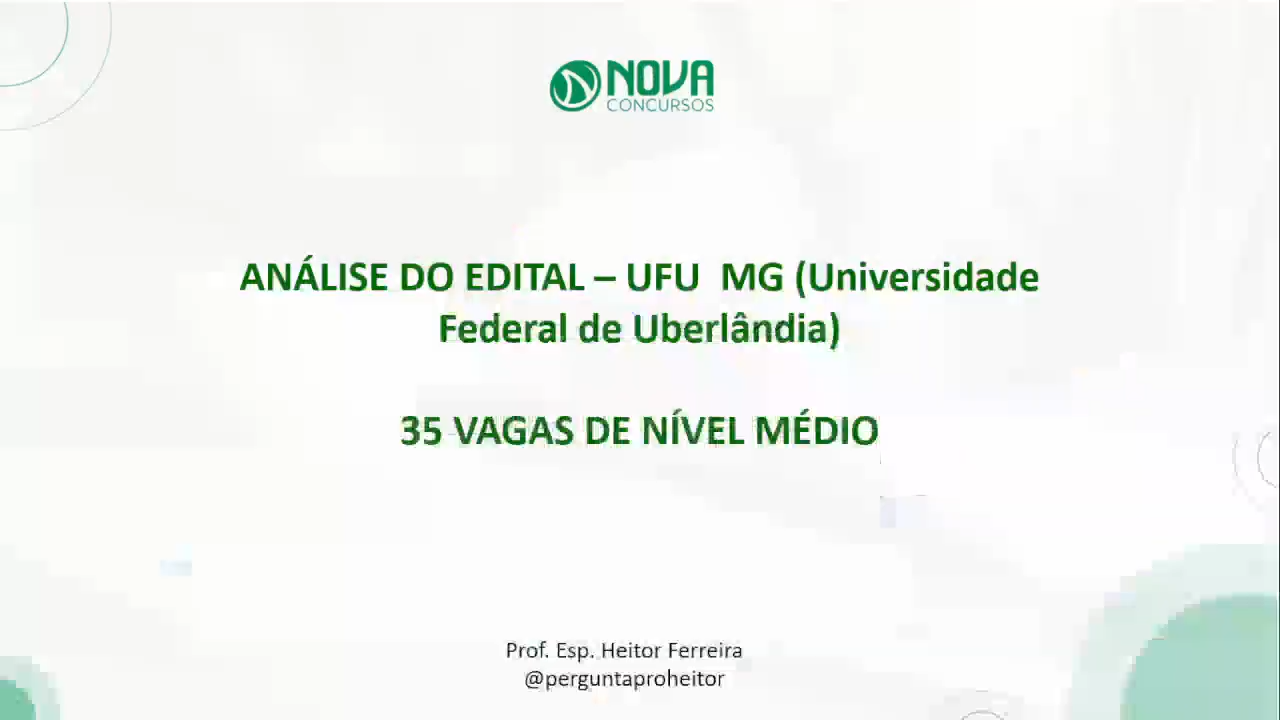 NOVA
CONCURSOS
ANÁLISE DO EDITAL – UFU MG (Universidade
Federal de Uberlândia)
35 VAGAS DE NÍVEL MÉDIO
Prof. Esp. Heitor Ferreira
@perguntaproheitor